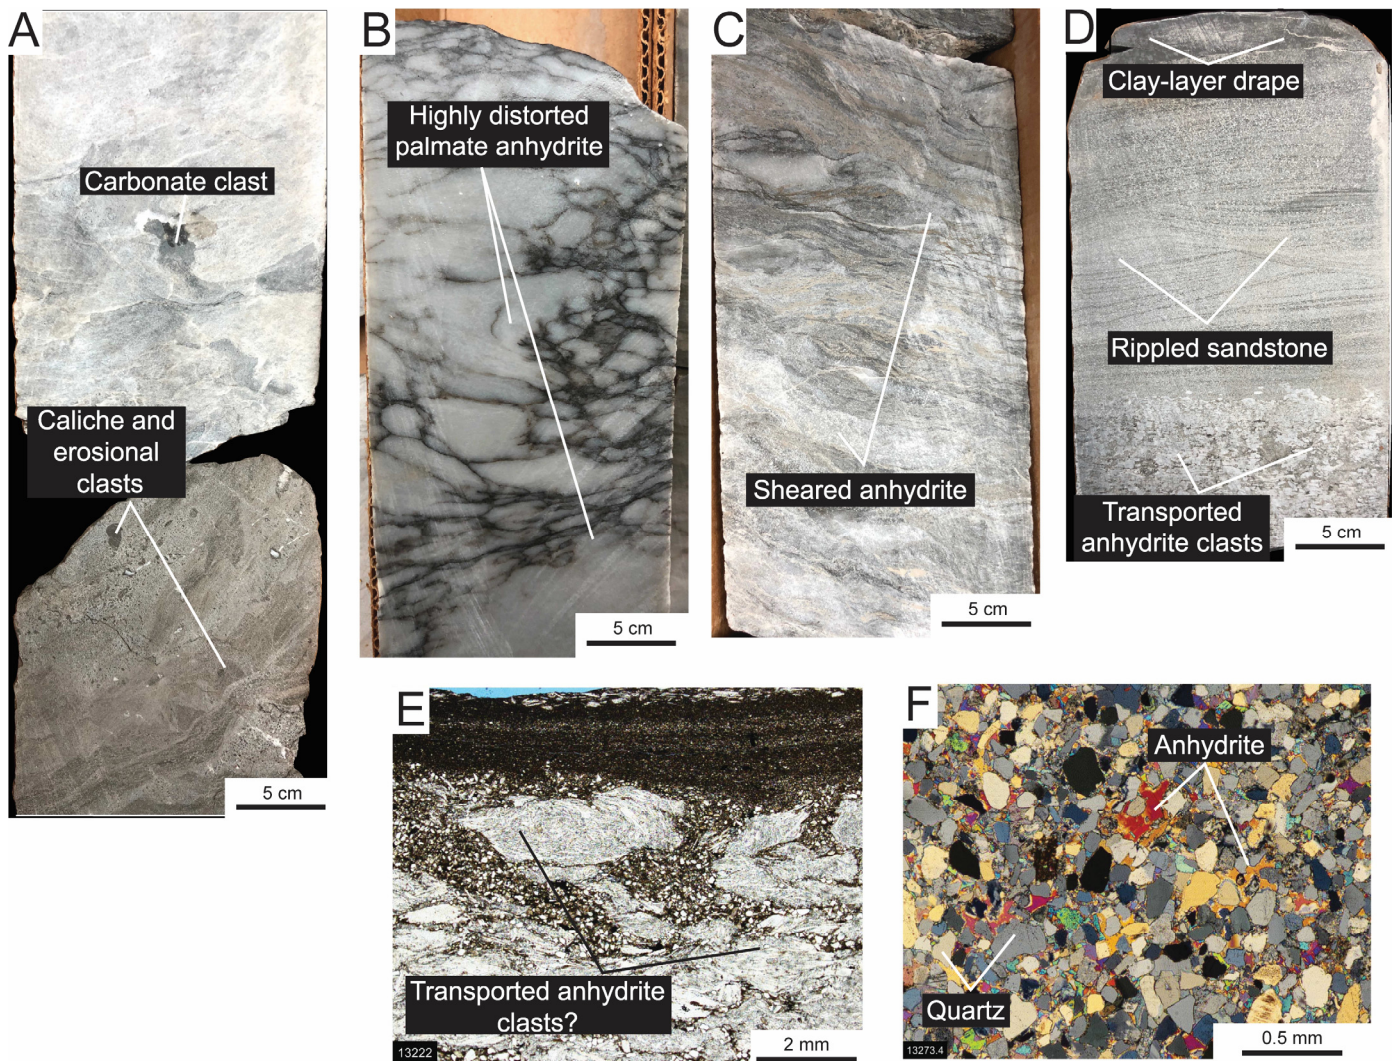 A
Carbonate clast
Caliche and
erosional
clasts
5 cm
B
Highly distorted
palmate anhydrite
5 cm
C
Sheared anhydrite
5 cm
D
Clay-layer drape
Rippled sandstone
Transported
anhydrite clasts
5 cm
E
Transported anhydrite
clasts?
13222
2 mm
F
Anhydrite
Quartz
13273.4
0.5 mm